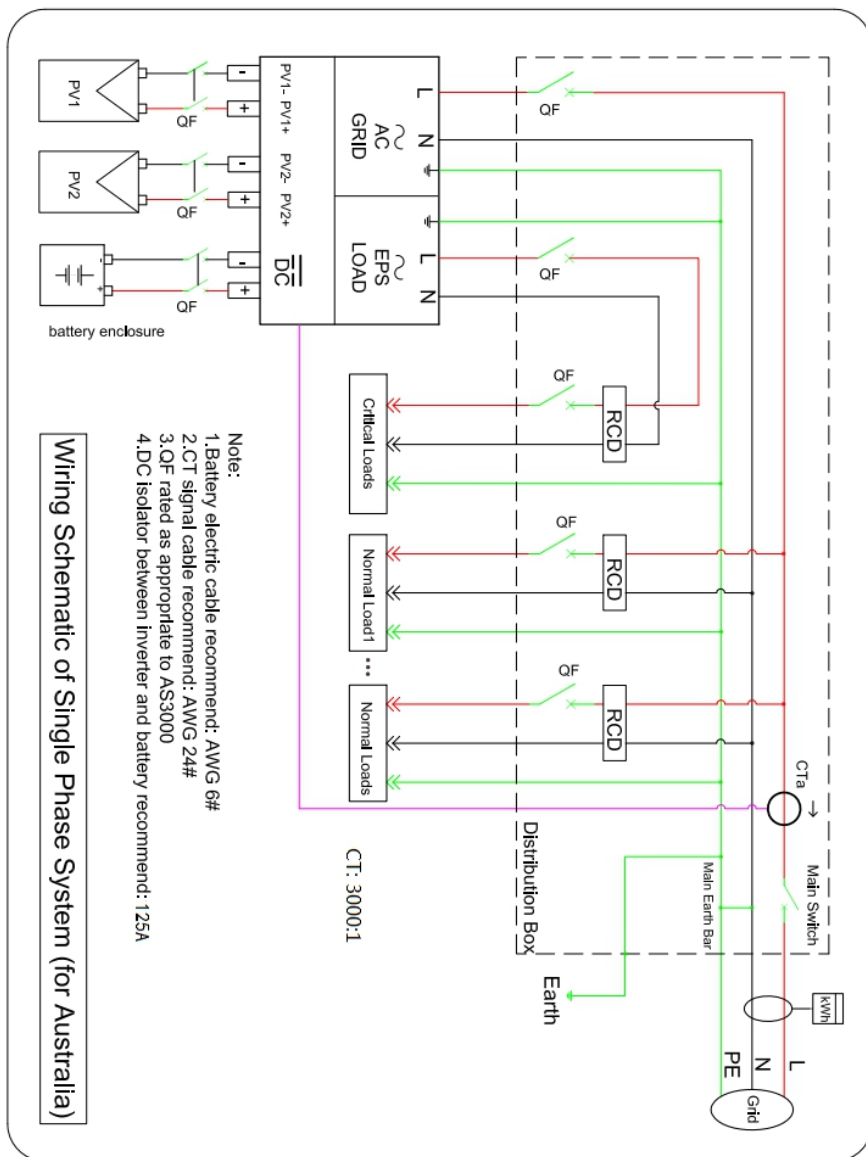 PV1
PV2
battery enclosure
QF
QF
QF
-
+
-
+
-
+
-
+
PV1- PV1+
PV2- PV2+
DC
L N
AC
GRID
L N
EPS
LOAD
QF
QF
QF
RCD
Critical Loads
QF
RCD
Normal Load1
...
QF
RCD
Normal Loads
CTa
→
Main Switch
Main Earth Bar
Distribution Box
CT: 3000:1
Earth
kWh
L
N
PE
Grid
Note:
1.Battery electric cable recommend: AWG 6#
2.CT signal cable recommend: AWG 24#
3.QF rated as appropriate to AS3000
4.DC isolator between inverter and battery recommend: 125A
Wiring Schematic of Single Phase System (for Australia)